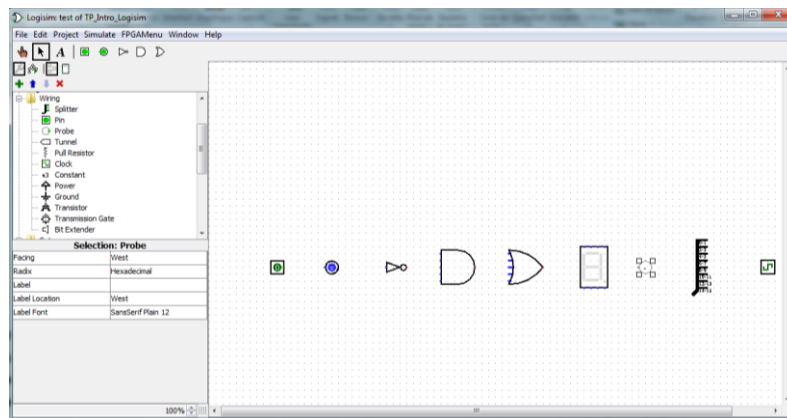 Logisim: test of TP_Intro_Logisim
File Edit Project Simulate FPGAMenu Window Help
A
Wiring
Splitter
Pin
Probe
Tunnel
Pull Resistor
Clock
Constant
Power
Ground
Transistor
Transmission Gate
Bit Extender
Selection: Probe
Facing West
Radix Hexadecimal
Label
Label Location West
Label Font SansSerif Plain 12
100%